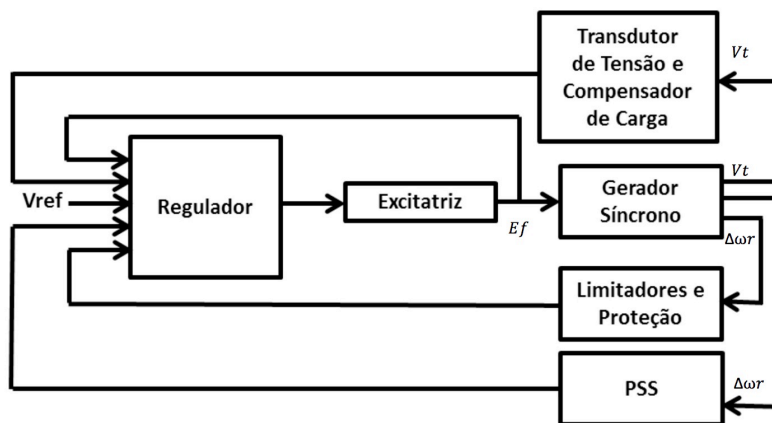 Transdutor
de Tensão e
Compensador
de Carga
Vt
Vref
Regulador
Excitatriz
Ef
Gerador
Síncrono
Vt
Δωr
Limitadores e
Proteção
PSS
Δωr